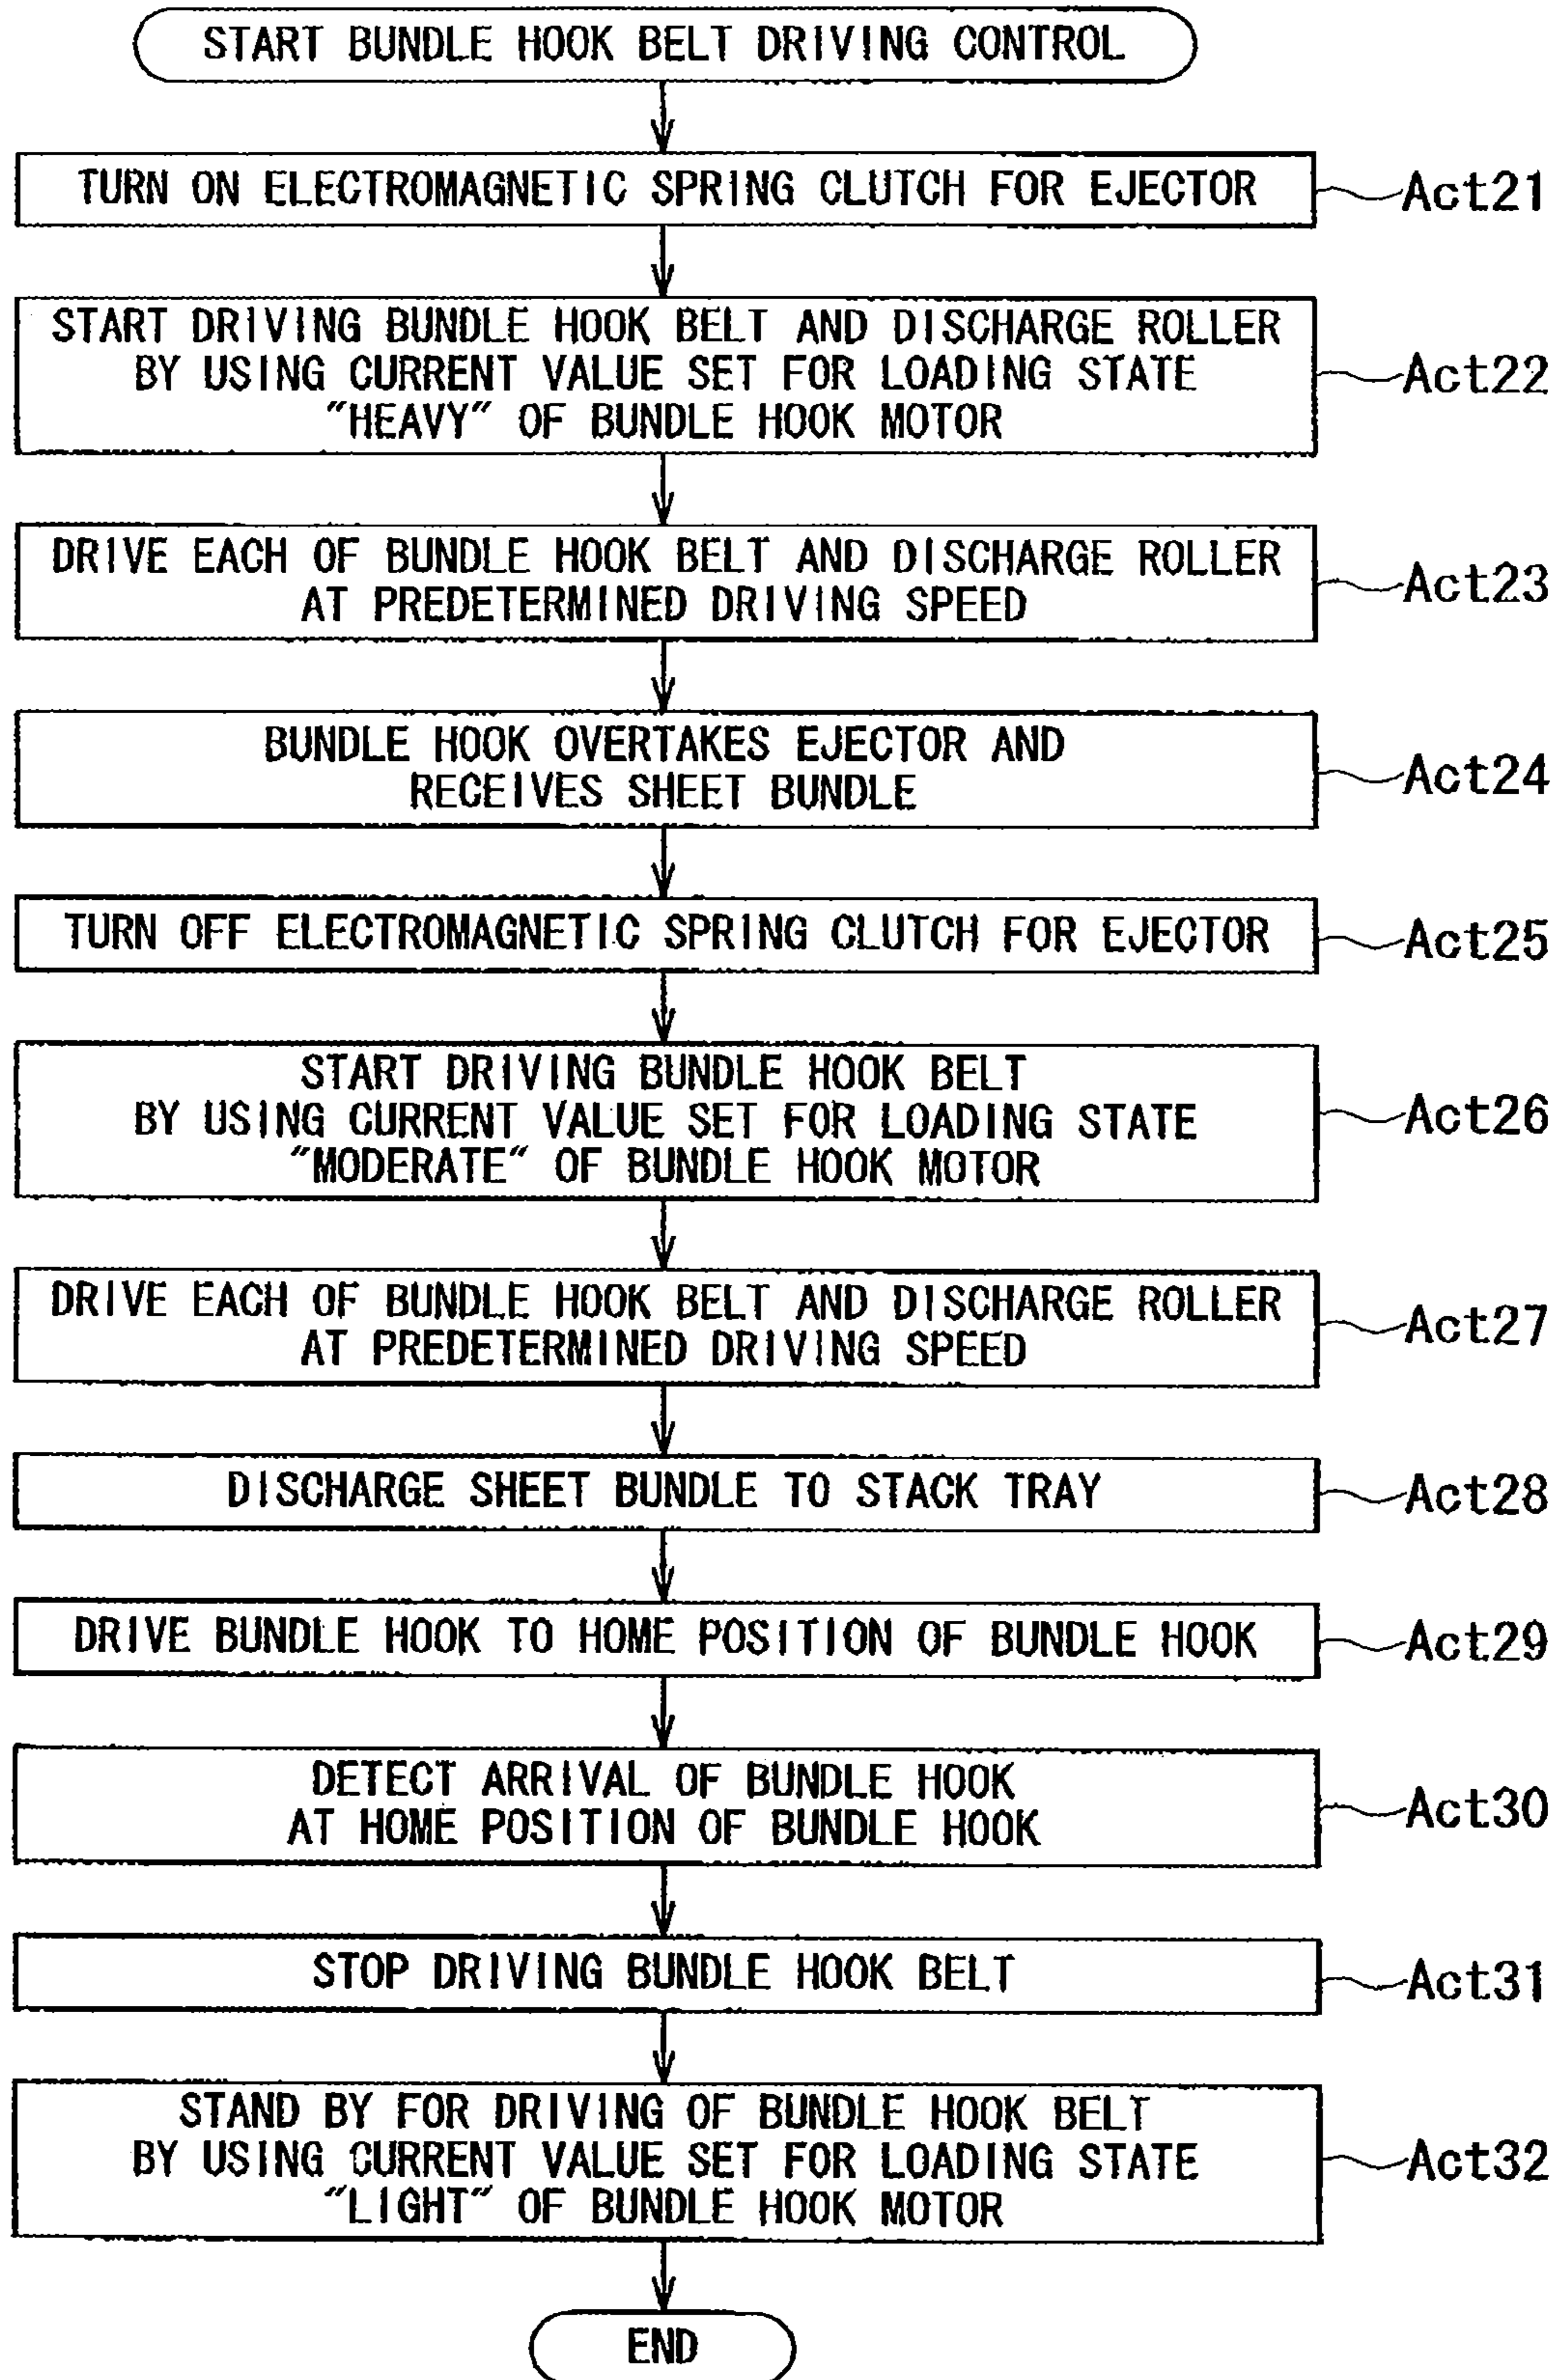 START BUNDLE HOOK BELT DRIVING CONTROL
TURN ON ELECTROMAGNETIC SPRING CLUTCH FOR EJECTOR
Act21
START DRIVING BUNDLE HOOK BELT AND DISCHARGE ROLLER
BY USING CURRENT VALUE SET FOR LOADING STATE
"HEAVY" OF BUNDLE HOOK MOTOR
Act22
DRIVE EACH OF BUNDLE HOOK BELT AND DISCHARGE ROLLER
AT PREDETERMINED DRIVING SPEED
Act23
BUNDLE HOOK OVERTAKES EJECTOR AND
RECEIVES SHEET BUNDLE
Act24
TURN OFF ELECTROMAGNETIC SPRING CLUTCH FOR EJECTOR
Act25
START DRIVING BUNDLE HOOK BELT
BY USING CURRENT VALUE SET FOR LOADING STATE
"MODERATE" OF BUNDLE HOOK MOTOR
Act26
DRIVE EACH OF BUNDLE HOOK BELT AND DISCHARGE ROLLER
AT PREDETERMINED DRIVING SPEED
Act27
DISCHARGE SHEET BUNDLE TO STACK TRAY
Act28
DRIVE BUNDLE HOOK TO HOME POSITION OF BUNDLE HOOK
Act29
DETECT ARRIVAL OF BUNDLE HOOK
AT HOME POSITION OF BUNDLE HOOK
Act30
STOP DRIVING BUNDLE HOOK BELT
Act31
STAND BY FOR DRIVING OF BUNDLE HOOK BELT
BY USING CURRENT VALUE SET FOR LOADING STATE
"LIGHT" OF BUNDLE HOOK MOTOR
Act32
END